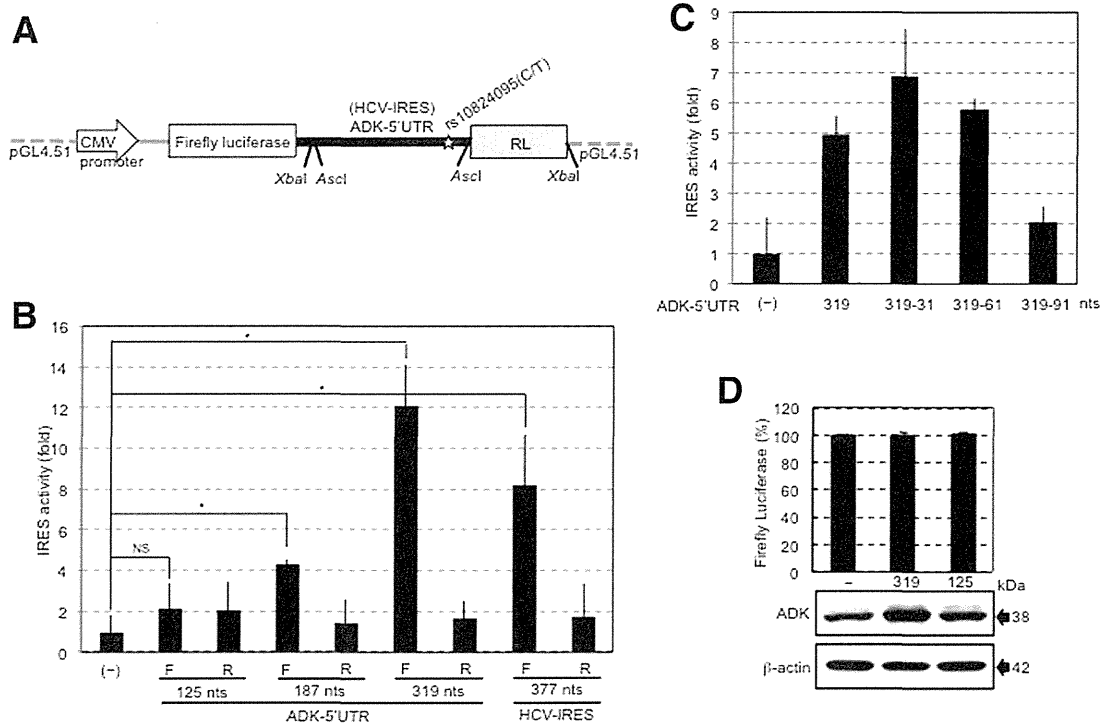 A
(HCV-IRES)
ADK-5'UTR
rs10824095(C/T)
pGL4.51
CMV
promoter
Firefly luciferase
RL
pGL4.51
XbaI
AscI
AscI
XbaI
B
IRES activity (fold)
16
14
12
10
8
6
4
2
0
NS
(−)
F
R
F
R
F
R
F
R
125 nts
187 nts
319 nts
377 nts
ADK-5'UTR
HCV-IRES
C
IRES activity (fold)
9
8
7
6
5
4
3
2
1
0
ADK-5'UTR
(−)
319
319-31
319-61
319-91
nts
D
Firefly Luciferase (%)
120
100
80
60
40
20
0
−
319
125
kDa
ADK
38
β-actin
42